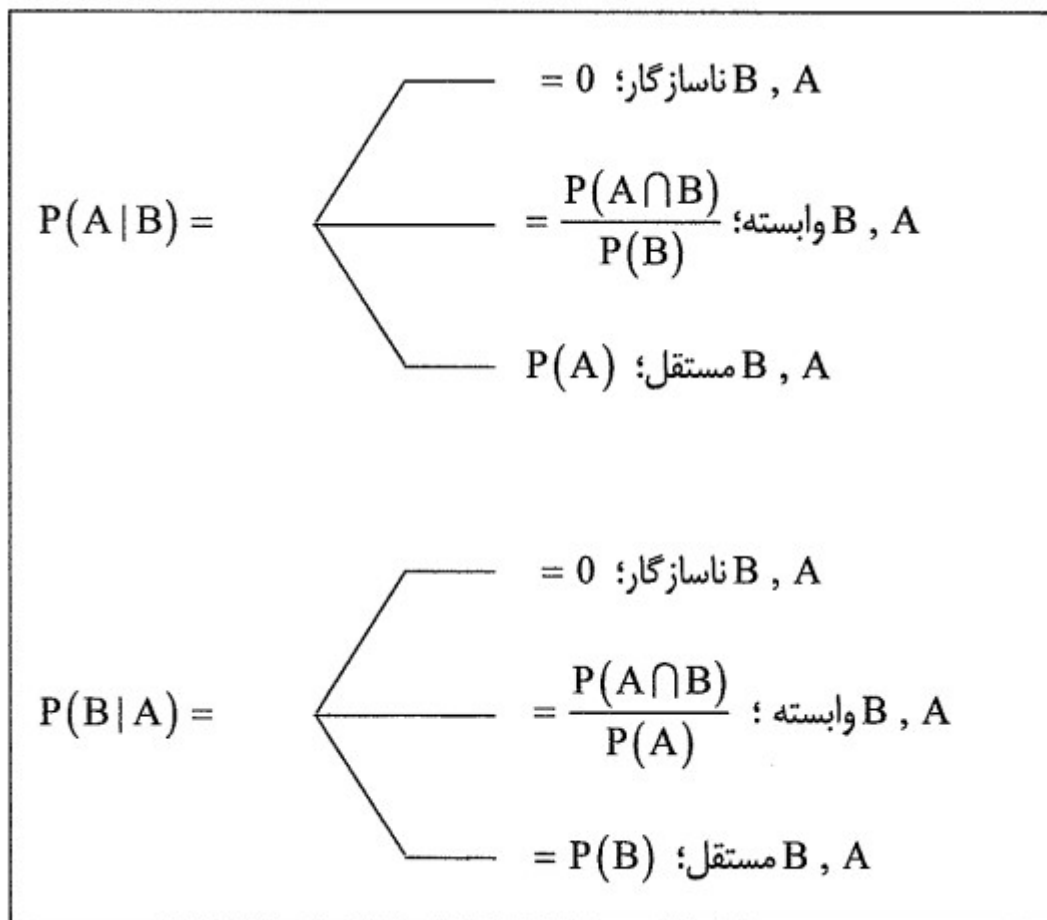 = 0 ناسازگار؛ B , A
P(A | B) = = P(A∩B) / P(B) وابسته؛ B , A
P(A) مستقل؛ B , A
= 0 ناسازگار؛ B , A
P(B | A) = = P(A∩B) / P(A) وابسته ؛ B , A
= P(B) مستقل؛ B , A